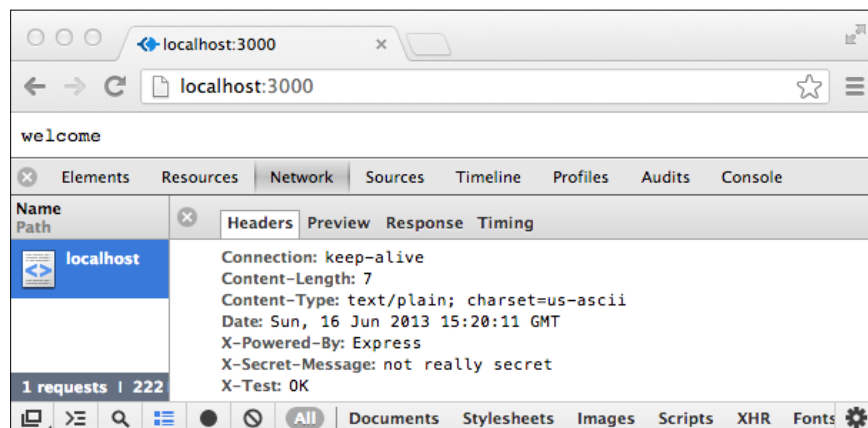 localhost:3000
localhost:3000
welcome
Elements Resources Network Sources Timeline Profiles Audits Console
Name
Path
Headers Preview Response Timing
localhost
Connection: keep-alive
Content-Length: 7
Content-Type: text/plain; charset=us-ascii
Date: Sun, 16 Jun 2013 15:20:11 GMT
X-Powered-By: Express
X-Secret-Message: not really secret
X-Test: OK
1 requests | 222
All Documents Stylesheets Images Scripts XHR Fonts